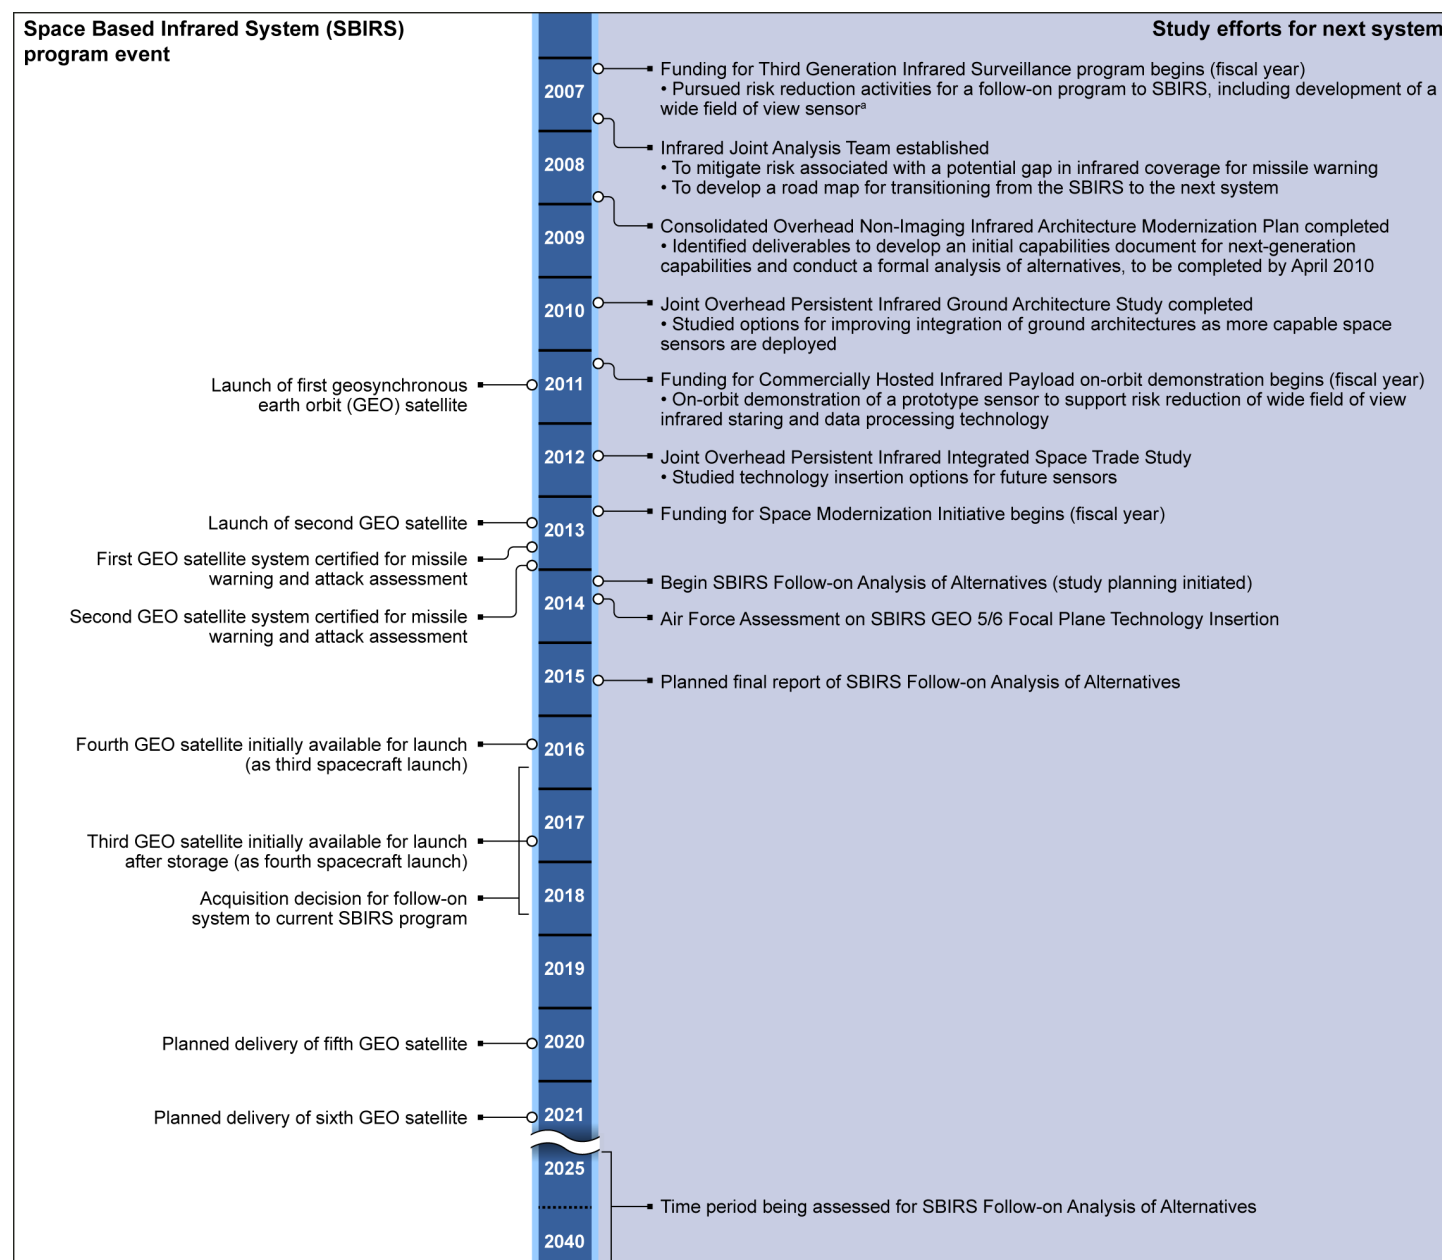 Space Based Infrared System (SBIRS)
program event
Study efforts for next system
2007
Funding for Third Generation Infrared Surveillance program begins (fiscal year)
• Pursued risk reduction activities for a follow-on program to SBIRS, including development of a
wide field of view sensorᵃ
Infrared Joint Analysis Team established
• To mitigate risk associated with a potential gap in infrared coverage for missile warning
• To develop a road map for transitioning from the SBIRS to the next system
2008
Consolidated Overhead Non-Imaging Infrared Architecture Modernization Plan completed
• Identified deliverables to develop an initial capabilities document for next-generation
capabilities and conduct a formal analysis of alternatives, to be completed by April 2010
2009
2010
Joint Overhead Persistent Infrared Ground Architecture Study completed
• Studied options for improving integration of ground architectures as more capable space
sensors are deployed
Launch of first geosynchronous
earth orbit (GEO) satellite
2011
Funding for Commercially Hosted Infrared Payload on-orbit demonstration begins (fiscal year)
• On-orbit demonstration of a prototype sensor to support risk reduction of wide field of view
infrared staring and data processing technology
2012
Joint Overhead Persistent Infrared Integrated Space Trade Study
• Studied technology insertion options for future sensors
Launch of second GEO satellite
First GEO satellite system certified for missile
warning and attack assessment
2013
Funding for Space Modernization Initiative begins (fiscal year)
Second GEO satellite system certified for missile
warning and attack assessment
2014
Begin SBIRS Follow-on Analysis of Alternatives (study planning initiated)
Air Force Assessment on SBIRS GEO 5/6 Focal Plane Technology Insertion
2015
Planned final report of SBIRS Follow-on Analysis of Alternatives
Fourth GEO satellite initially available for launch
(as third spacecraft launch)
2016
Third GEO satellite initially available for launch
after storage (as fourth spacecraft launch)
2017
Acquisition decision for follow-on
system to current SBIRS program
2018
2019
Planned delivery of fifth GEO satellite
2020
Planned delivery of sixth GEO satellite
2021
2025
Time period being assessed for SBIRS Follow-on Analysis of Alternatives
2040